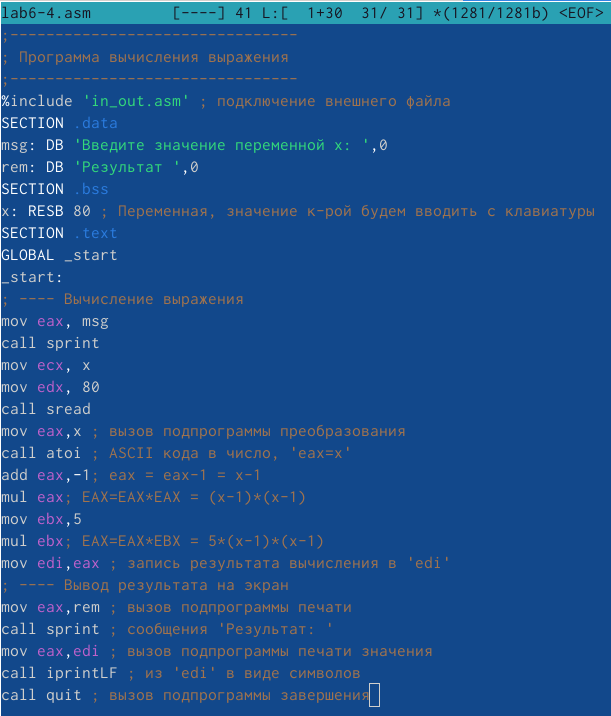 lab6-4.asm [----] 41 L:[ 1+30 31/ 31] *(1281/1281b) <EOF>
;--------------------------------
; Программа вычисления выражения
;--------------------------------
%include 'in_out.asm' ; подключение внешнего файла
SECTION .data
msg: DB 'Введите значение переменной x: ',0
rem: DB 'Результат ',0
SECTION .bss
x: RESB 80 ; Переменная, значение к-рой будем вводить с клавиатуры
SECTION .text
GLOBAL _start
_start:
; ---- Вычисление выражения
mov eax, msg
call sprint
mov ecx, x
mov edx, 80
call sread
mov eax,x ; вызов подпрограммы преобразования
call atoi ; ASCII кода в число, 'eax=x'
add eax,-1; eax = eax-1 = x-1
mul eax; EAX=EAX*EAX = (x-1)*(x-1)
mov ebx,5
mul ebx; EAX=EAX*EBX = 5*(x-1)*(x-1)
mov edi,eax ; запись результата вычисления в 'edi'
; ---- Вывод результата на экран
mov eax,rem ; вызов подпрограммы печати
call sprint ; сообщения 'Результат: '
mov eax,edi ; вызов подпрограммы печати значения
call iprintLF ; из 'edi' в виде символов
call quit ; вызов подпрограммы завершения